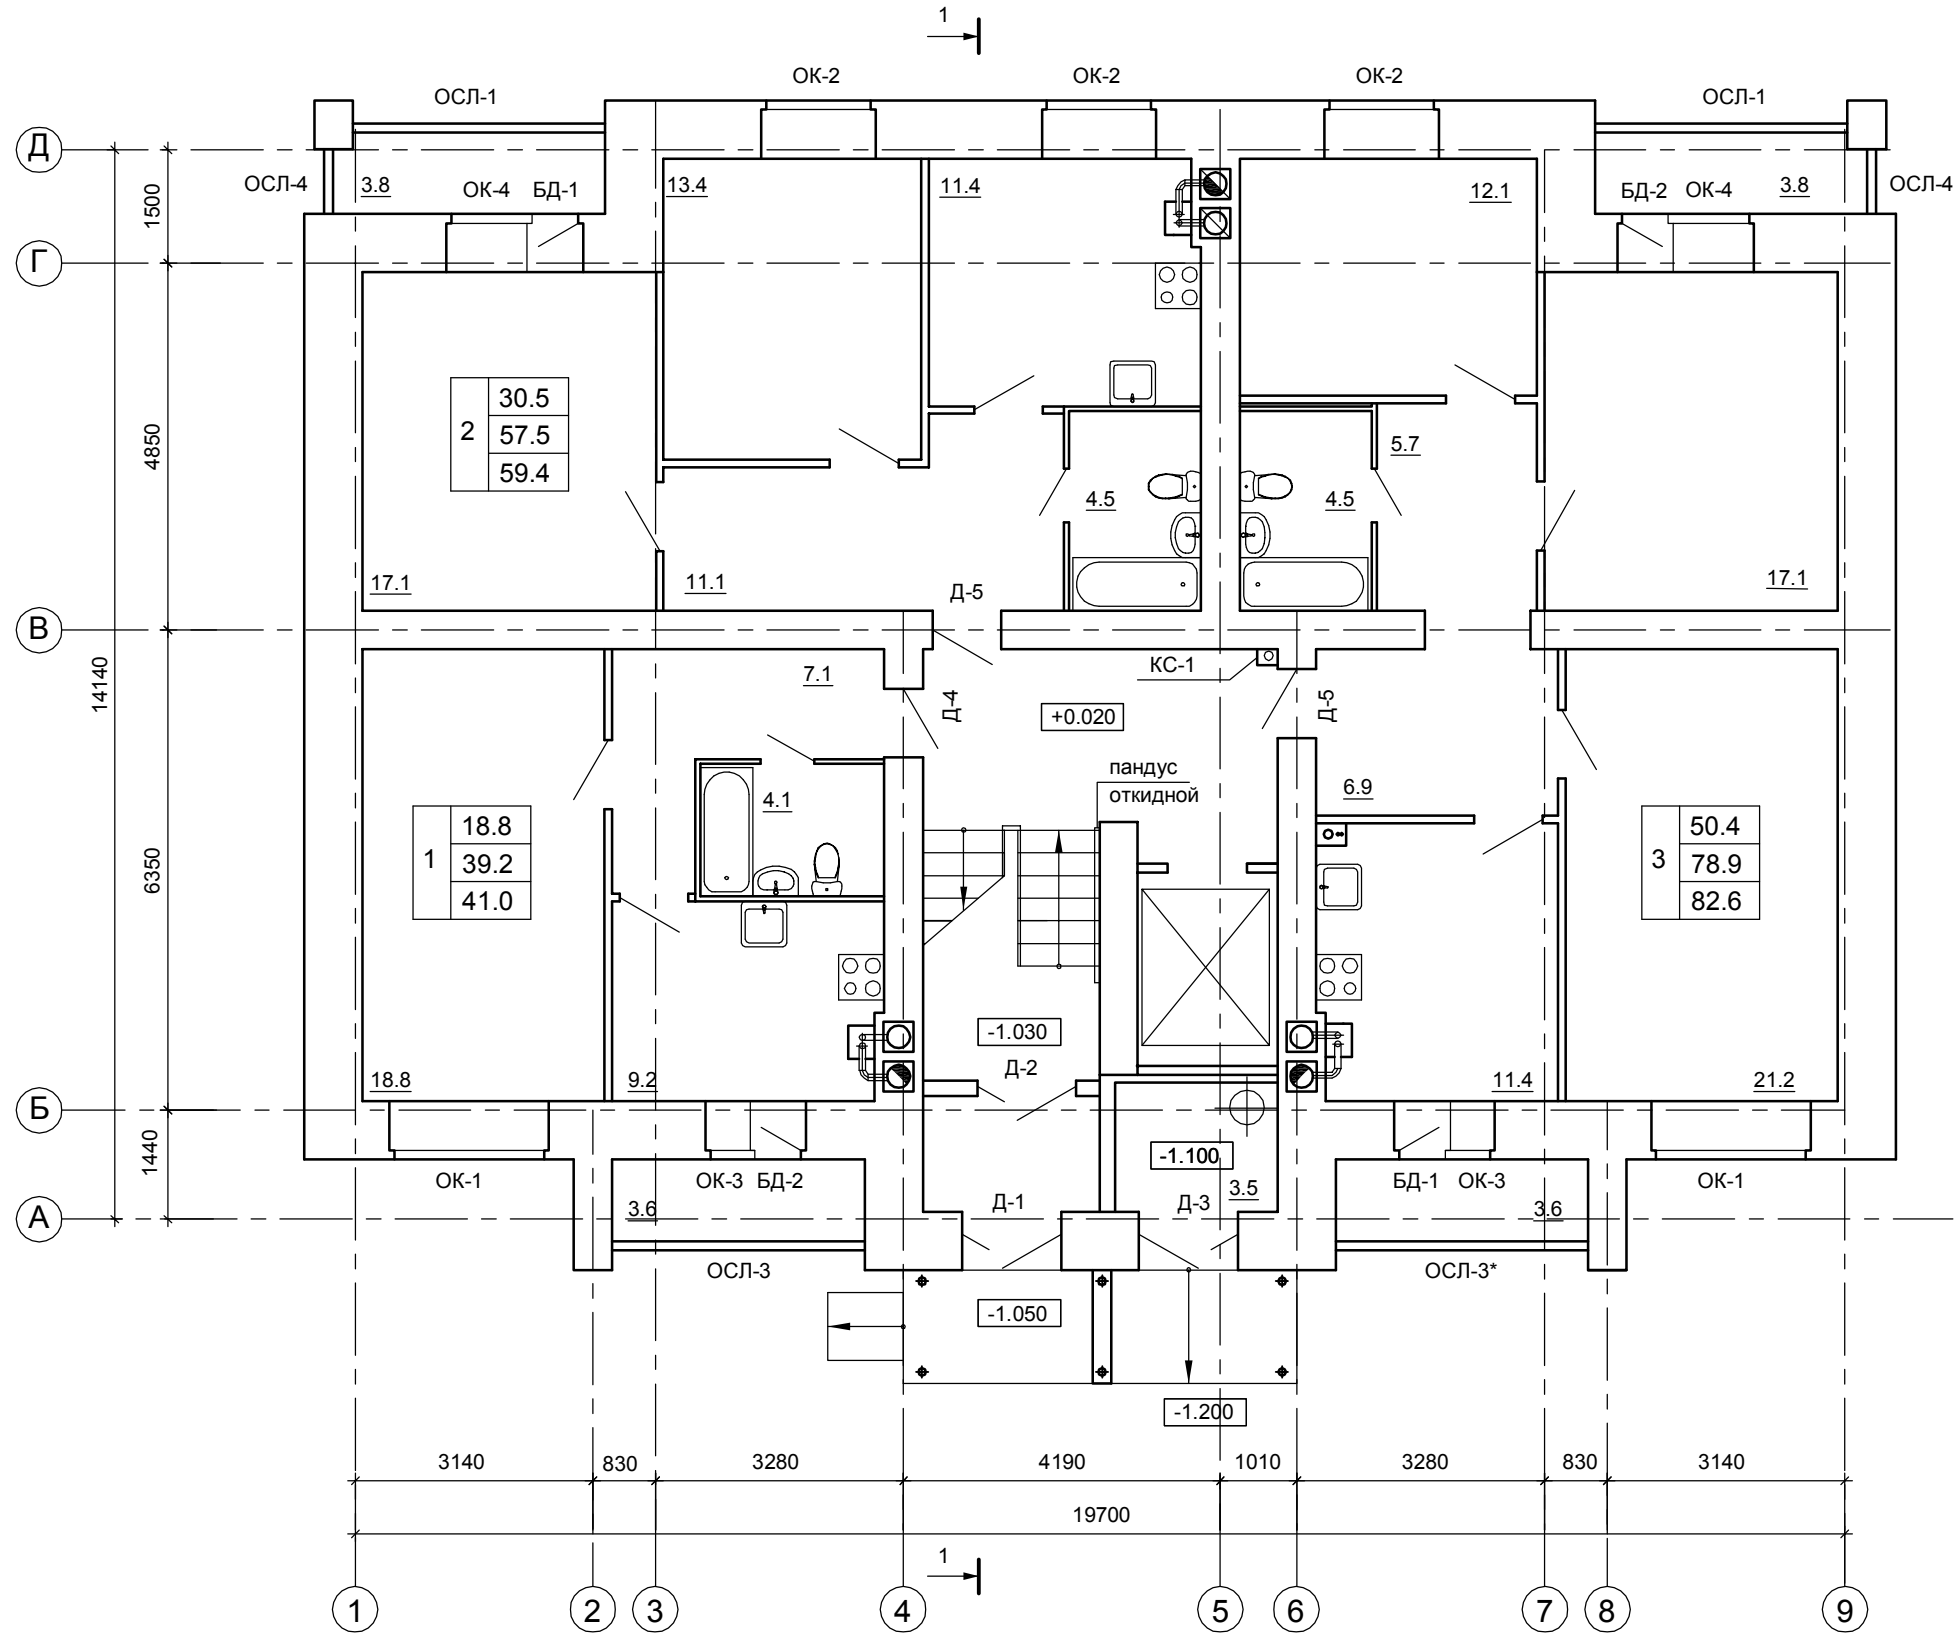 1
ОК-2
ОК-2
ОК-2
ОСЛ-1
ОСЛ-1
Д
ОСЛ-4
3.8
ОК-4
БД-1
13.4
11.4
12.1
БД-2
ОК-4
3.8
ОСЛ-4
1500
Г
2
30.5
57.5
59.4
4850
5.7
4.5
4.5
17.1
11.1
Д-5
17.1
В
14140
7.1
КС-1
Д-4
+0.020
Д-5
пандус
откидной
4.1
6.9
1
18.8
39.2
41.0
3
50.4
78.9
82.6
6350
-1.030
Д-2
18.8
9.2
11.4
21.2
Б
1440
-1.100
ОК-1
ОК-3
БД-2
3.5
БД-1
ОК-3
ОК-1
3.6
Д-1
Д-3
3.6
А
ОСЛ-3
ОСЛ-3*
-1.050
-1.200
3140
830
3280
4190
1010
3280
830
3140
19700
1
1
2
3
4
5
6
7
8
9